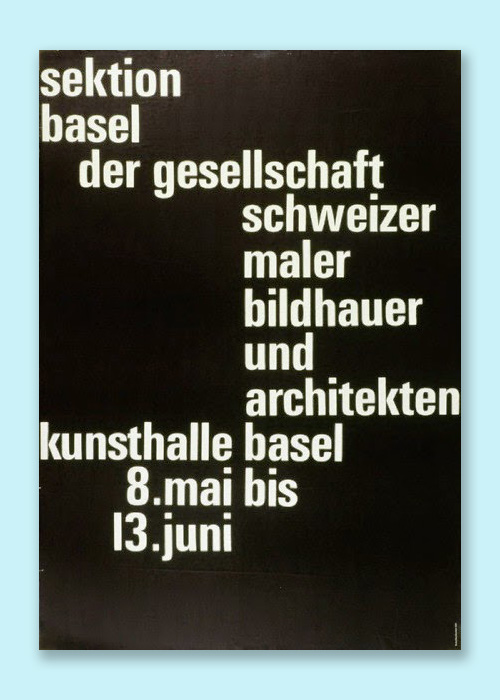 sektion
basel
der gesellschaft
schweizer
maler
bildhauer
und
architekten
kunsthalle basel
8.mai bis
13.juni